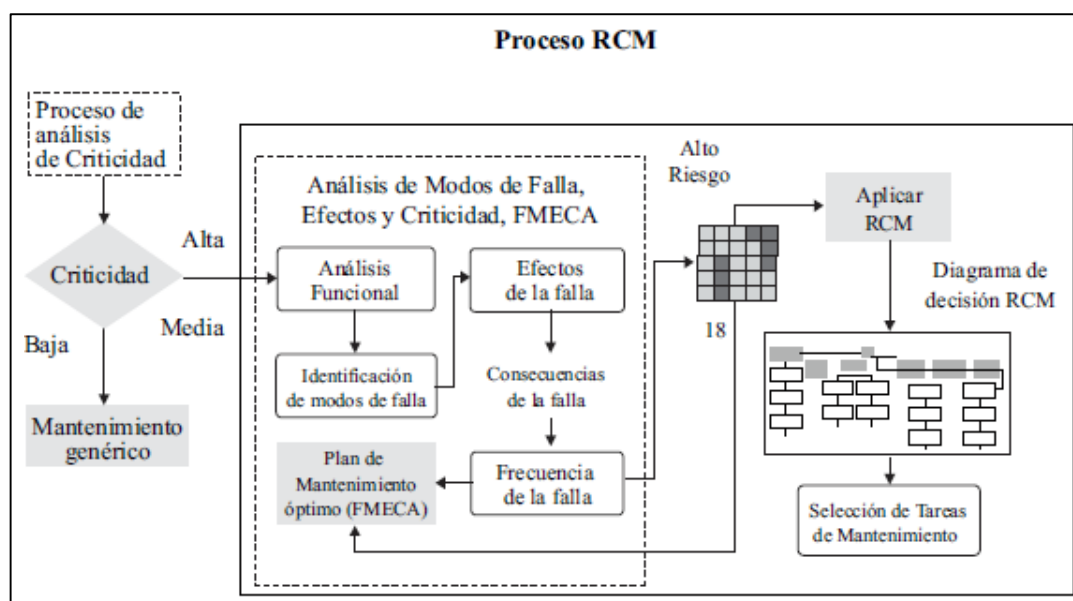 Proceso RCM
Proceso de
análisis
de Criticidad
Criticidad
Alta
Media
Baja
Mantenimiento
genérico
Análisis de Modos de Falla,
Efectos y Criticidad, FMECA
Análisis
Funcional
Identificación
de modos de falla
Efectos
de la falla
Consecuencias
de la falla
Frecuencia
de la falla
Plan de
Mantenimiento
óptimo (FMECA)
Alto
Riesgo
18
Aplicar
RCM
Diagrama de
decisión RCM
Selección de Tareas
de Mantenimiento